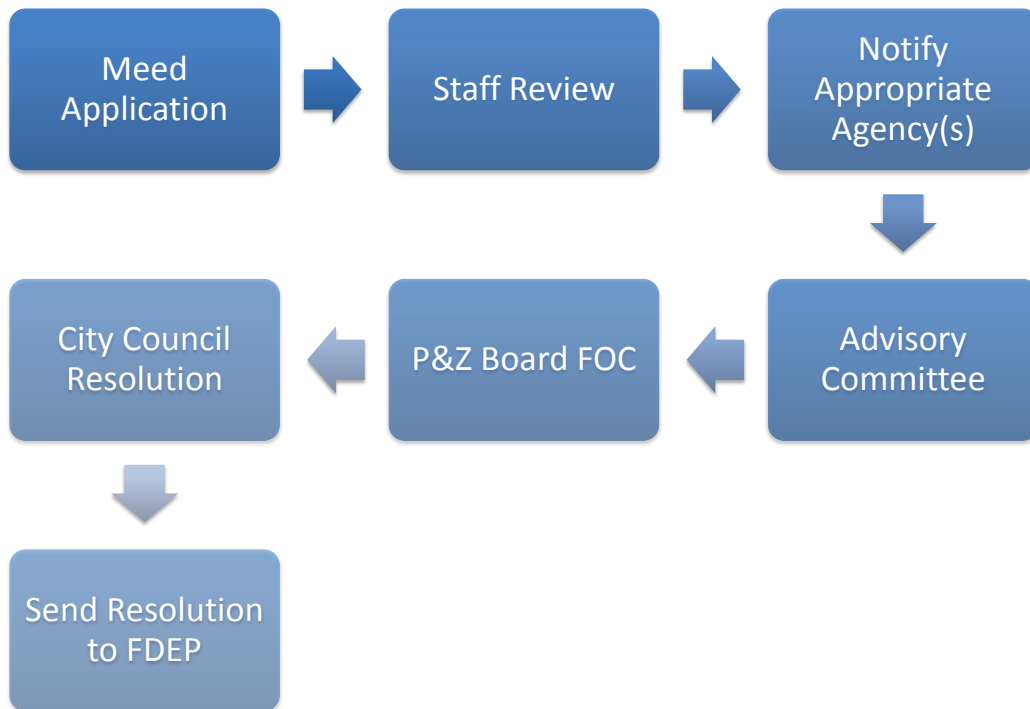 Meed
Application
Staff Review
Notify
Appropriate
Agency(s)
Advisory
Committee
P&Z Board FOC
City Council
Resolution
Send Resolution
to FDEP